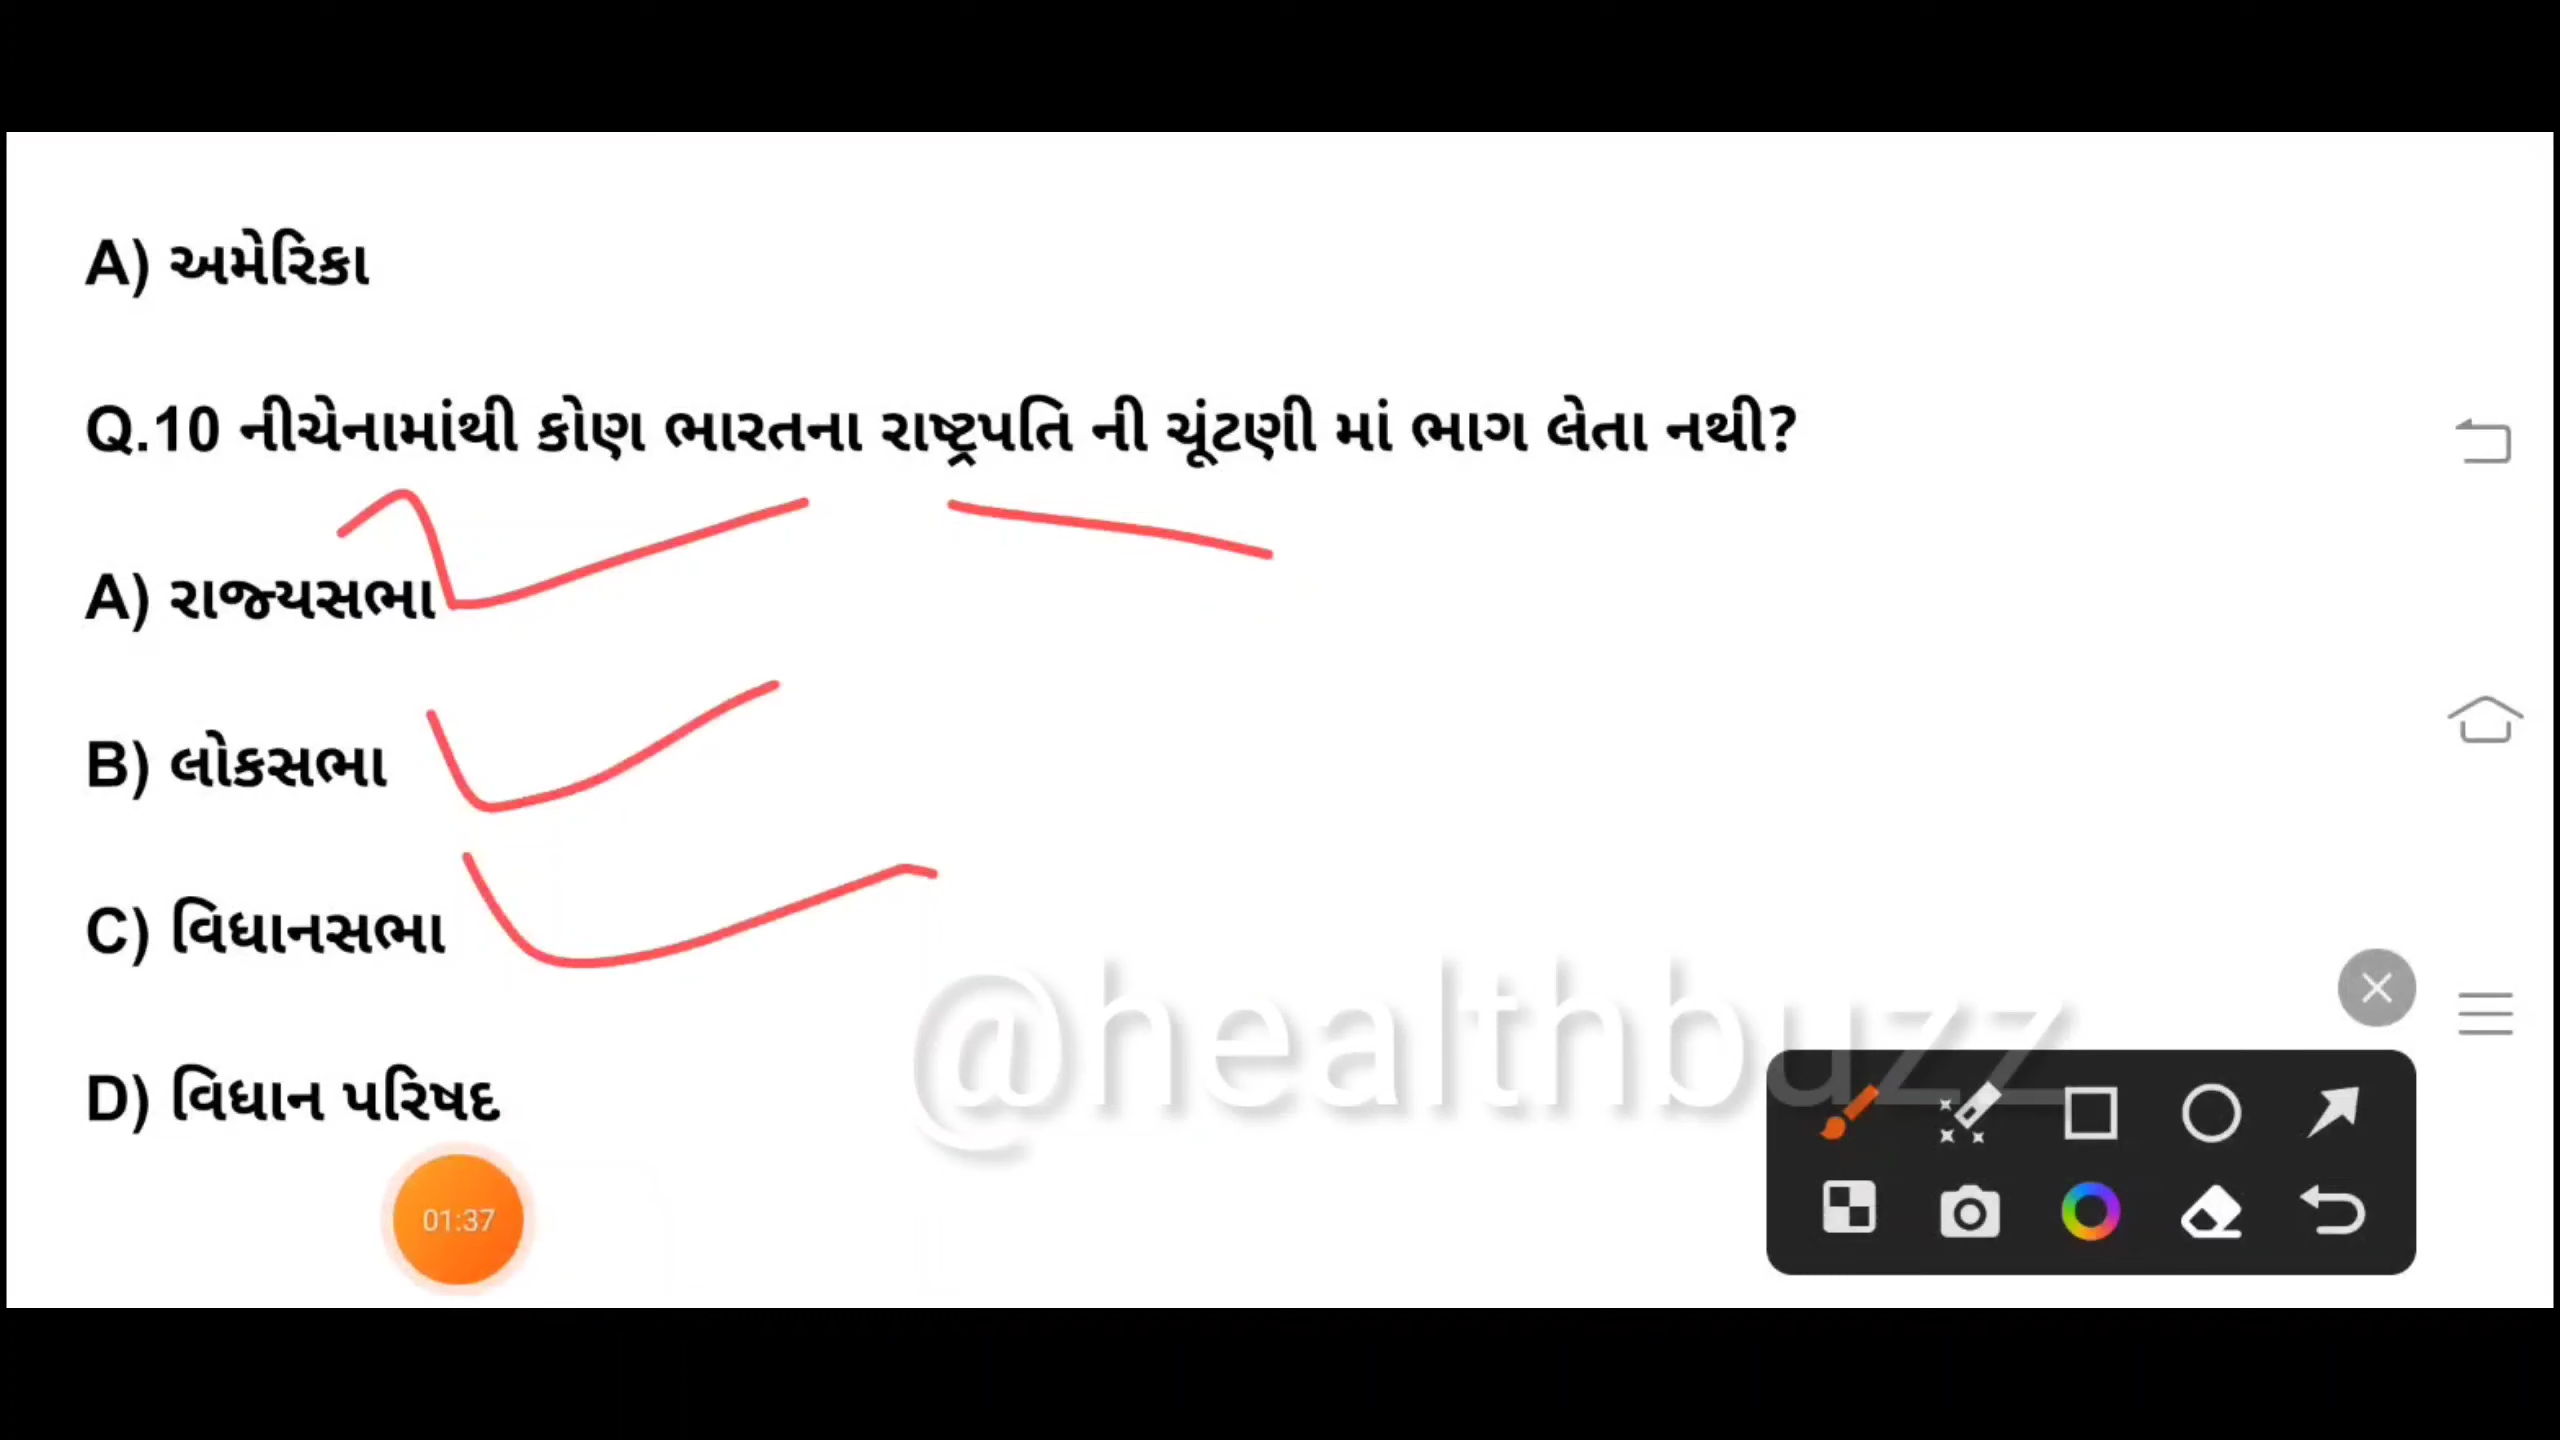 A) અમેરિકા
Q.10 નીચેનામાંથી કોણ ભારતના રાષ્ટ્રપતિ ની ચૂંટણી માં ભાગ લેતા નથી?
A) રાજ્યસભા
B) લોકસભા
C) વિધાનસભા
@healthbuzz
D) વિધાન પરિષદ
01:37